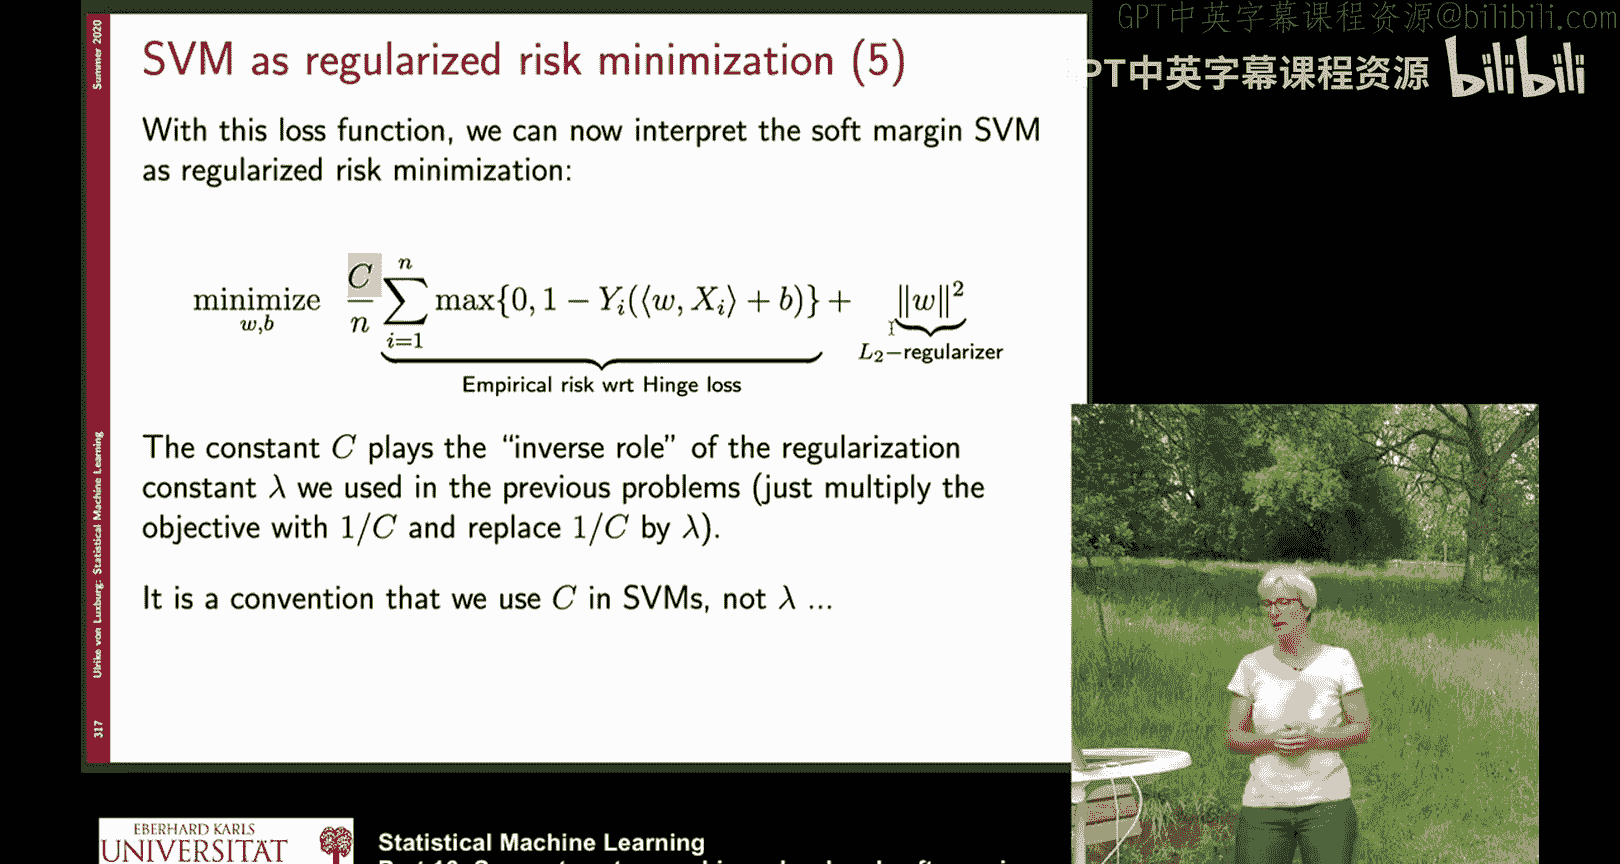 GPT中英字幕课程资源@bilibili.com
PT中英字幕课程资源 bilibili
Summer 2020
Ulrike von Luxburg: Statistical Machine Learning
317
SVM as regularized risk minimization (5)
With this loss function, we can now interpret the soft margin SVM
as regularized risk minimization:
minimize_{w,b} \frac{C}{n} \sum_{i=1}^{n} max{0, 1 − Y_i(⟨w, X_i⟩ + b)} + ‖w‖²
L₂−regularizer
Empirical risk wrt Hinge loss
The constant C plays the “inverse role” of the regularization
constant λ we used in the previous problems (just multiply the
objective with 1/C and replace 1/C by λ).
It is a convention that we use C in SVMs, not λ ...
EBERHARD KARLS
UNIVERSITÄT
Statistical Machine Learning